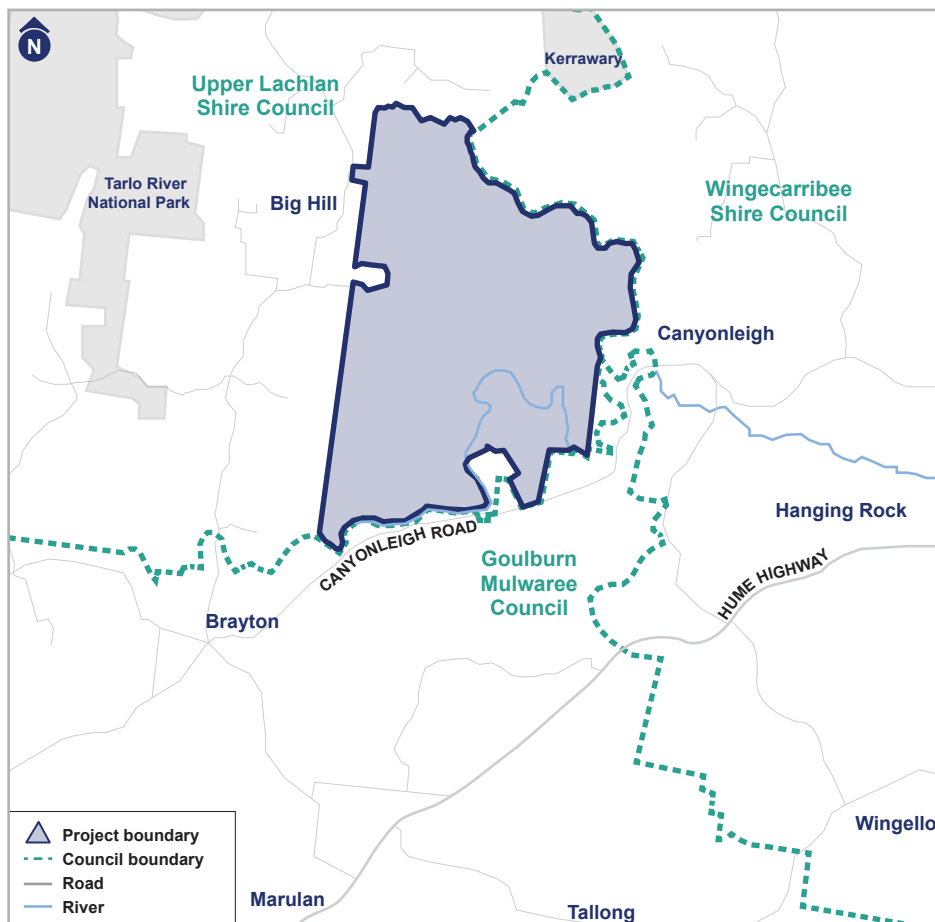 N
Kerrawary
Upper Lachlan
Shire Council
Tarlo River
National Park
Big Hill
Wingecarribee
Shire Council
Canyonleigh
Hanging Rock
CANYONLEIGH ROAD
HUME HIGHWAY
Goulburn
Mulwaree
Council
Brayton
Project boundary
Council boundary
Road
River
Wingello
Marulan
Tallong